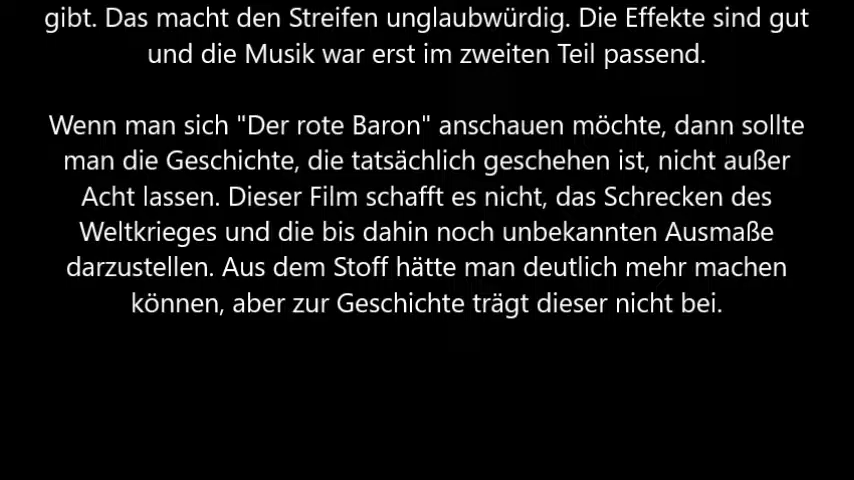 gibt. Das macht den Streifen unglaubwürdig. Die Effekte sind gut
und die Musik war erst im zweiten Teil passend.
Wenn man sich "Der rote Baron" anschauen möchte, dann sollte
man die Geschichte, die tatsächlich geschehen ist, nicht außer
Acht lassen. Dieser Film schafft es nicht, das Schrecken des
Weltkrieges und die bis dahin noch unbekannten Ausmaße
darzustellen. Aus dem Stoff hätte man deutlich mehr machen
können, aber zur Geschichte trägt dieser nicht bei.